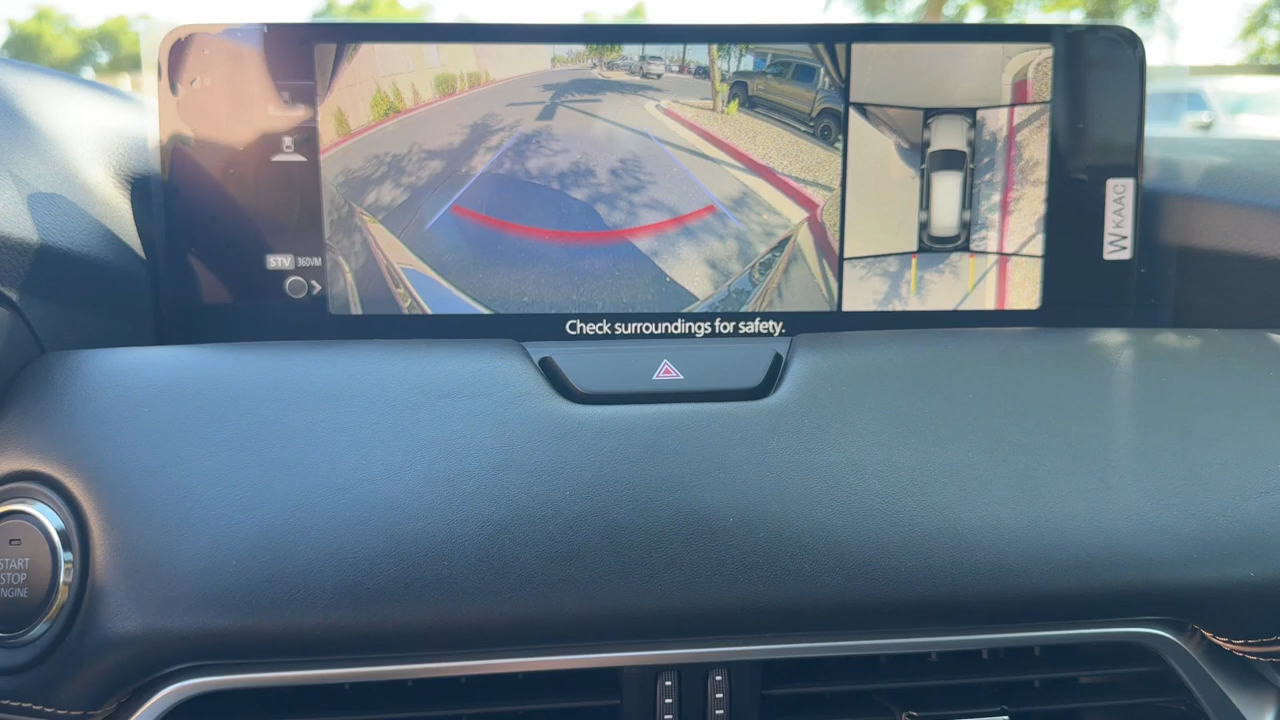 STV 360VM
WKAAC
Check surroundings for safety.
START
STOP
ENGINE